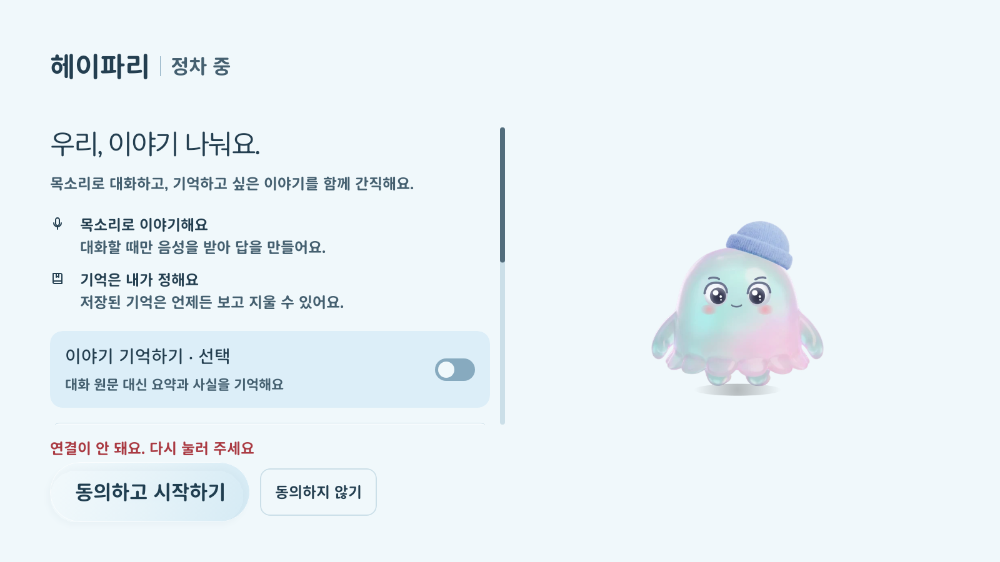 헤이파리
정차 중
우리, 이야기 나눠요.
목소리로 대화하고, 기억하고 싶은 이야기를 함께 간직해요.
목소리로 이야기해요
대화할 때만 음성을 받아 답을 만들어요.
기억은 내가 정해요
저장된 기억은 언제든 보고 지울 수 있어요.
이야기 기억하기 · 선택
대화 원문 대신 요약과 사실을 기억해요
연결이 안 돼요. 다시 눌러 주세요
동의하고 시작하기
동의하지 않기